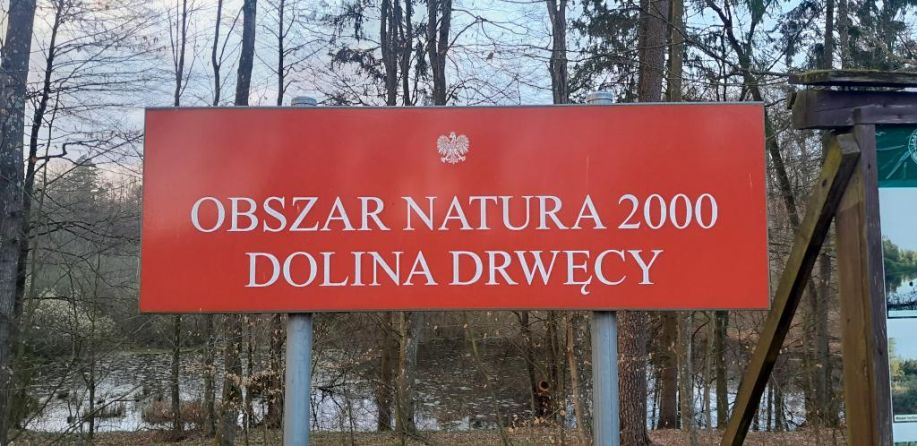 OBSZAR NATURA 2000
DOLINA DRWĘCY